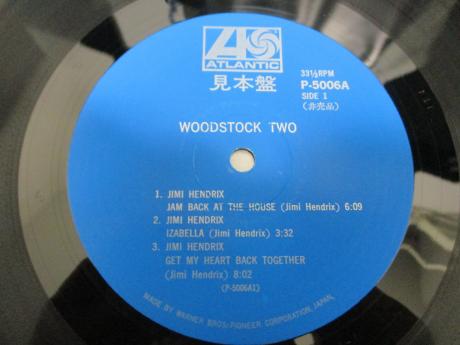 ATLANTIC
見本盤
33⅓RPM
P-5006A
SIDE 1
(非売品)
WOODSTOCK TWO
1. JIMI HENDRIX
JAM BACK AT THE HOUSE (Jimi Hendrix) 6:09
2. JIMI HENDRIX
IZABELLA (Jimi Hendrix) 3:32
3. JIMI HENDRIX
GET MY HEART BACK TOGETHER
(Jimi Hendrix) 8:02
(P-5006A1)
MADE BY WARNER BROS/PIONEER CORPORATION, JAPAN.